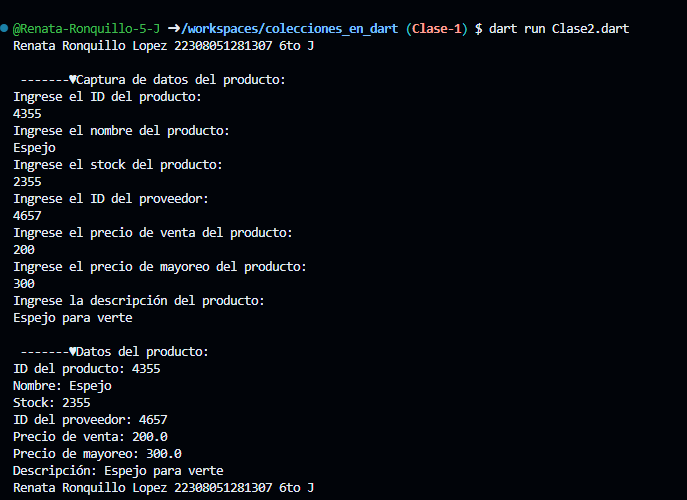 @Renata-Ronquillo-5-J ➜/workspaces/colecciones_en_dart (Clase-1) $ dart run Clase2.dart
Renata Ronquillo Lopez 22308051281307 6to J
-------♥Captura de datos del producto:
Ingrese el ID del producto:
4355
Ingrese el nombre del producto:
Espejo
Ingrese el stock del producto:
2355
Ingrese el ID del proveedor:
4657
Ingrese el precio de venta del producto:
200
Ingrese el precio de mayoreo del producto:
300
Ingrese la descripción del producto:
Espejo para verte
-------♥Datos del producto:
ID del producto: 4355
Nombre: Espejo
Stock: 2355
ID del proveedor: 4657
Precio de venta: 200.0
Precio de mayoreo: 300.0
Descripción: Espejo para verte
Renata Ronquillo Lopez 22308051281307 6to J